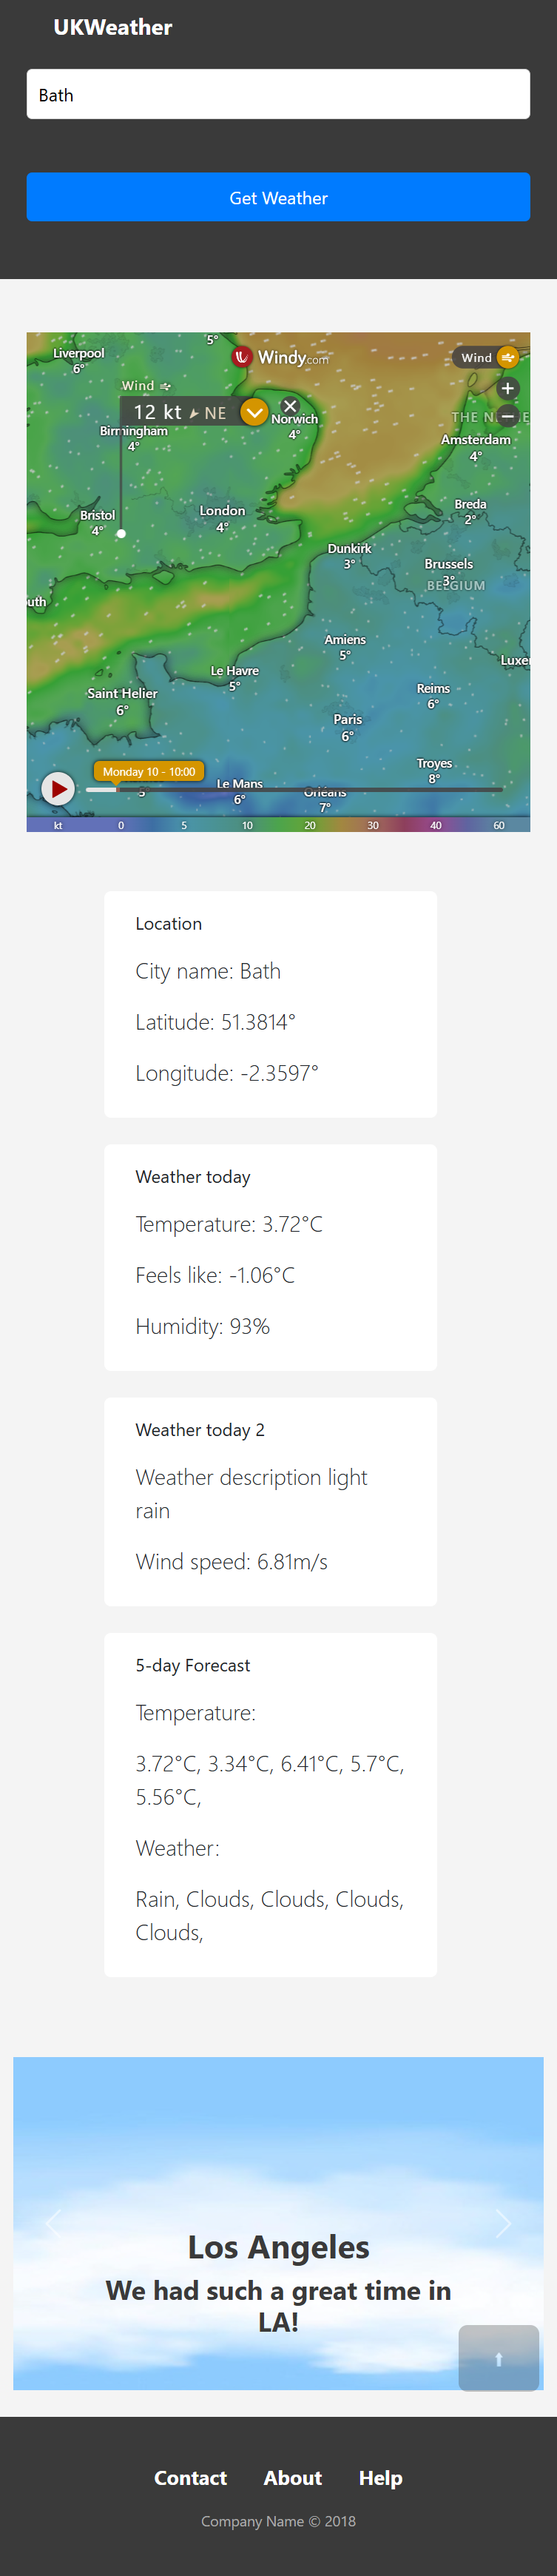 UKWeather
Bath
Get Weather
5°
Liverpool
6°
Windy.com
Wind
Wind
12 kt NE
Norwich
4°
Birmingham
4°
THE N
E
Amsterdam
4°
Bristol
4°
London
4°
Breda
2°
Dunkirk
3°
Brussels
3°
BELGIUM
uth
Amiens
5°
Luxe
Le Havre
5°
Saint Helier
6°
Reims
6°
Paris
6°
Troyes
8°
Monday 10 - 10:00
5°
Le Mans
6°
Orléans
7°
kt 0 5 10 20 30 40 60
Location
City name: Bath
Latitude: 51.3814°
Longitude: -2.3597°
Weather today
Temperature: 3.72°C
Feels like: -1.06°C
Humidity: 93%
Weather today 2
Weather description light
rain
Wind speed: 6.81m/s
5-day Forecast
Temperature:
3.72°C, 3.34°C, 6.41°C, 5.7°C,
5.56°C,
Weather:
Rain, Clouds, Clouds, Clouds,
Clouds,
Los Angeles
We had such a great time in
LA!
Contact About Help
Company Name © 2018